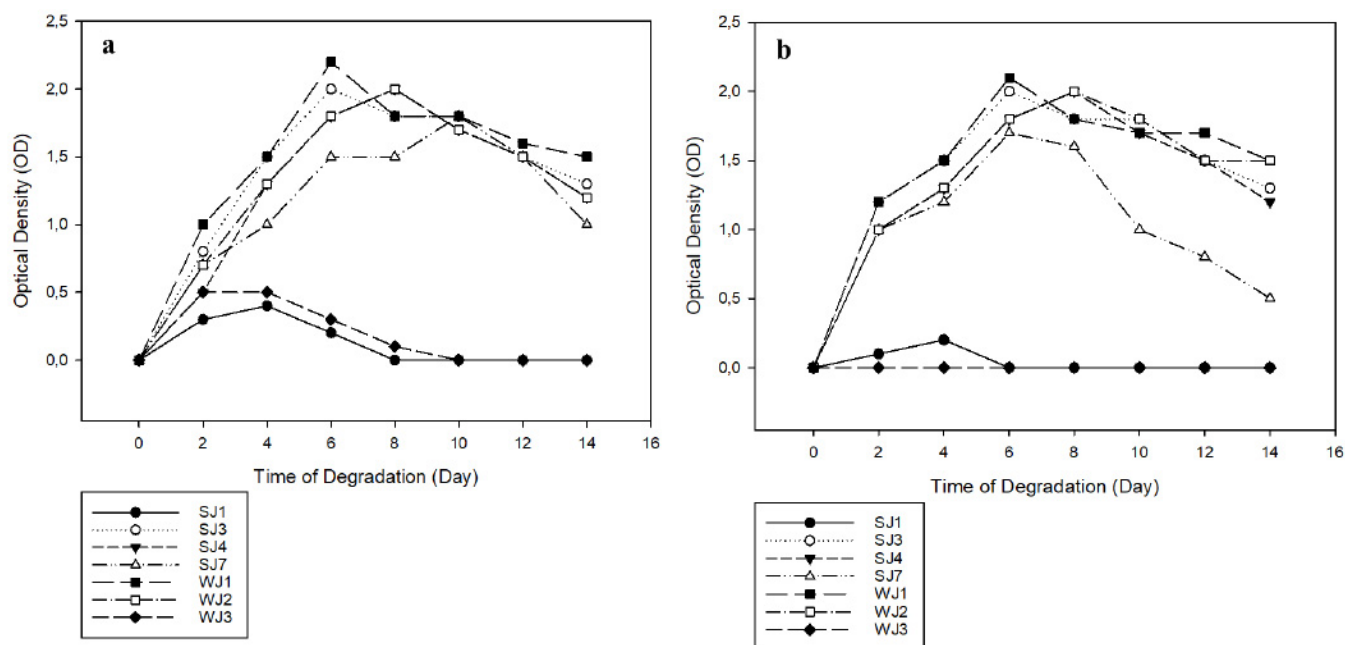 a
2,5
2,0
1,5
1,0
0,5
0,0
Optical Density (OD)
0 2 4 6 8 10 12 14 16
Time of Degradation (Day)
SJ1
SJ3
SJ4
SJ7
WJ1
WJ2
WJ3
b
2,5
2,0
1,5
1,0
0,5
0,0
Optical Density (OD)
0 2 4 6 8 10 12 14 16
Time of Degradation (Day)
SJ1
SJ3
SJ4
SJ7
WJ1
WJ2
WJ3